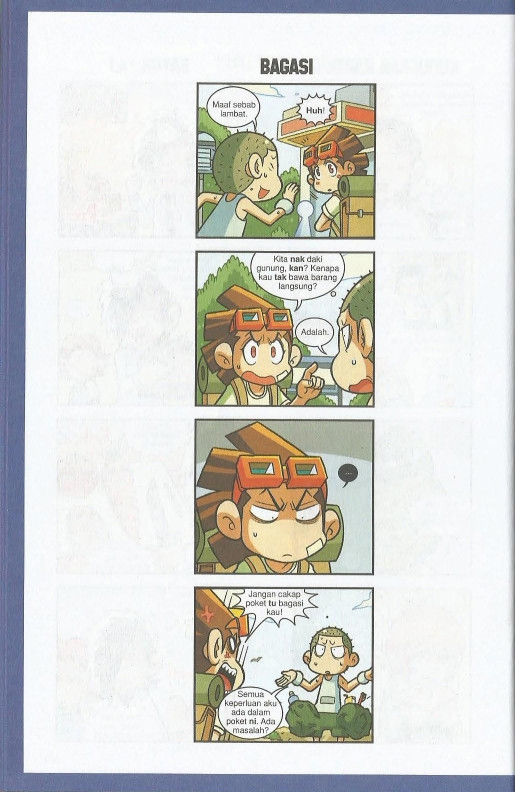 BAGASI
Maaf sebab
lambat.
Huh!
Kita nak daki
gunung, kan? Kenapa
kau tak bawa barang
langsung?
Adalah.
...
Jangan cakap
poket tu bagasi
kau!
Semua
keperluan aku
ada dalam
poket ni. Ada
masalah?